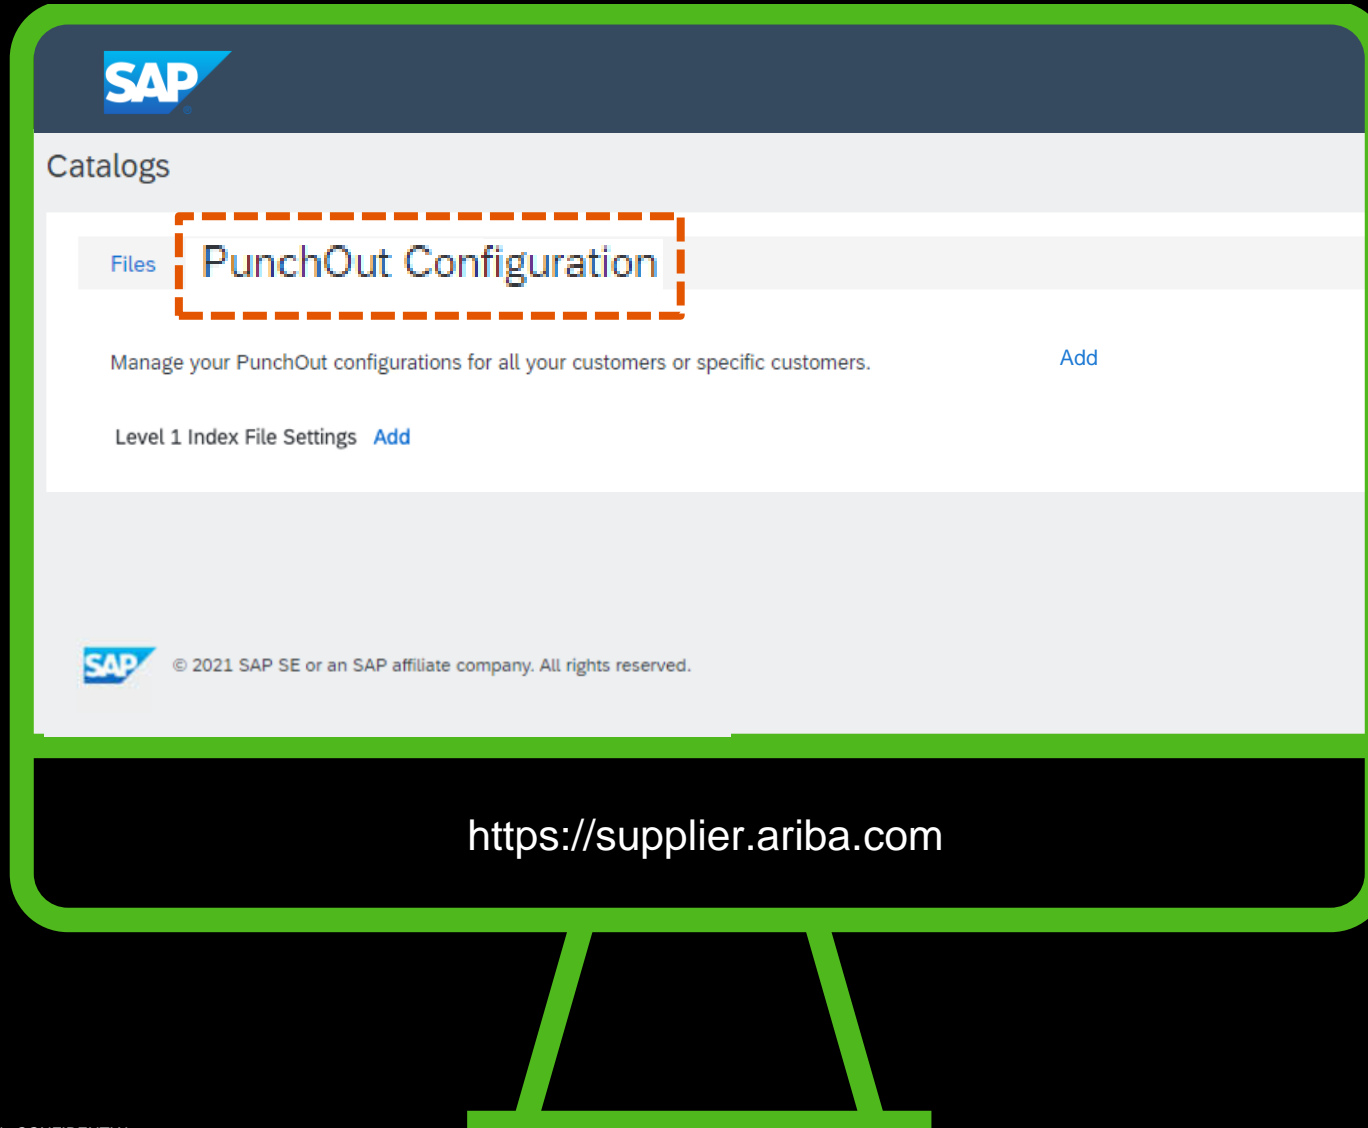 SAP
Catalogs
Files PunchOut Configuration
Manage your PunchOut configurations for all your customers or specific customers. Add
Level 1 Index File Settings Add
SAP © 2021 SAP SE or an SAP affiliate company. All rights reserved.
https://supplier.ariba.com